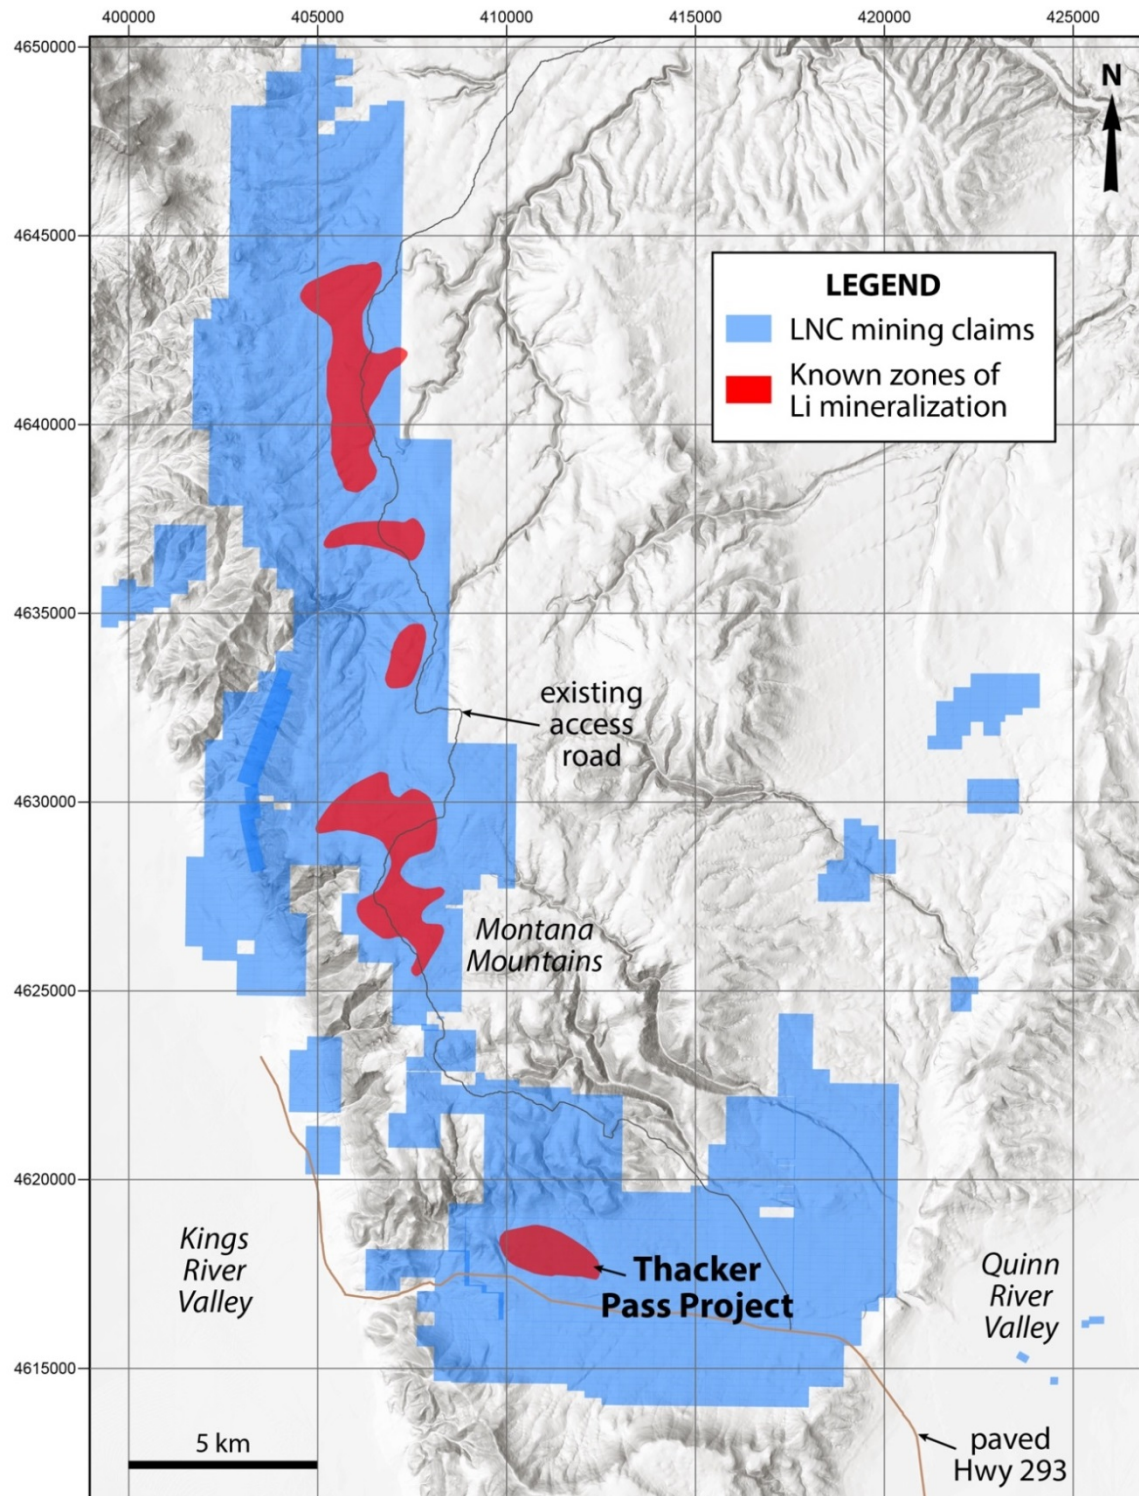 400000
405000
410000
415000
420000
425000
4650000
N
4645000
LEGEND
LNC mining claims
Known zones of
Li mineralization
4640000
4635000
existing
access
road
4630000
Montana
Mountains
4625000
4620000
Kings
River
Valley
Thacker
Pass Project
Quinn
River
Valley
4615000
5 km
paved
Hwy 293